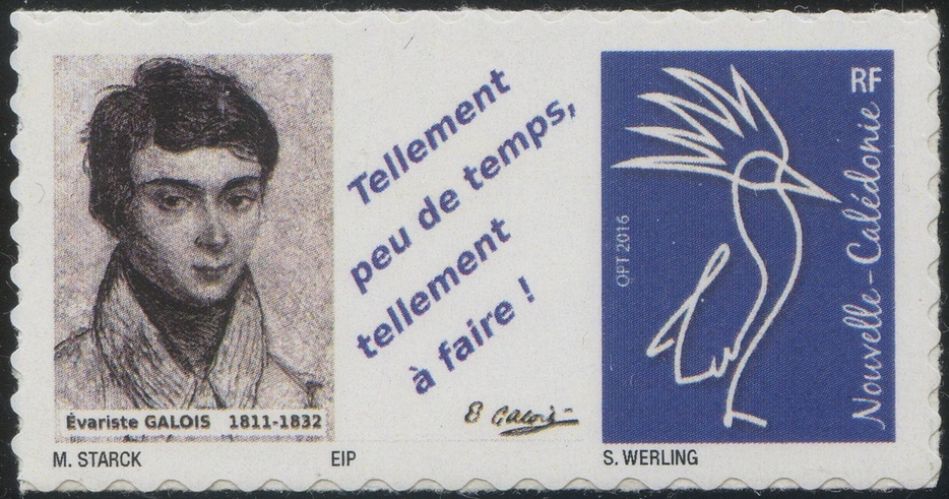 Tellement
peu de temps,
tellement
à faire !
E Galois
Évariste GALOIS 1811-1832
M. STARCK
EIP
RF
Nouvelle-Calédonie
OPT 2016
S. WERLING